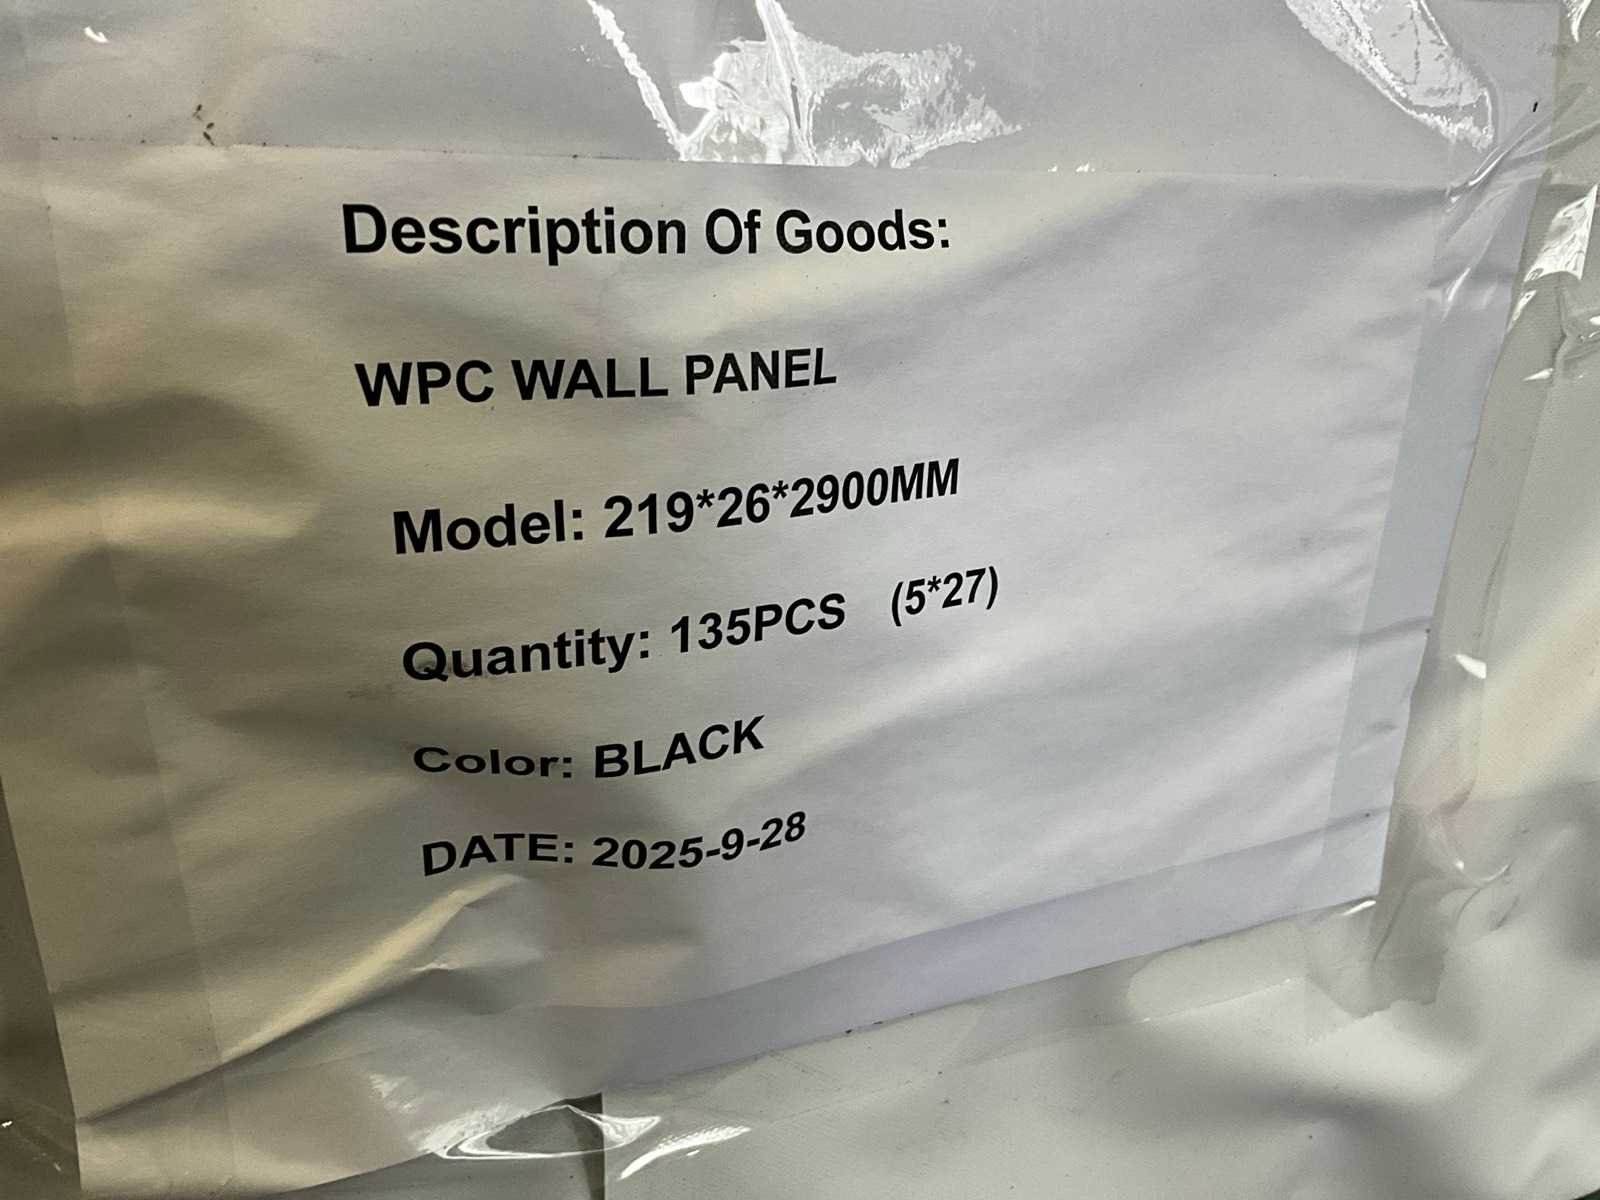 Description Of Goods:
WPC WALL PANEL
Model: 219*26*2900MM
Quantity: 135PCS (5*27)
Color: BLACK
DATE: 2025-9-28